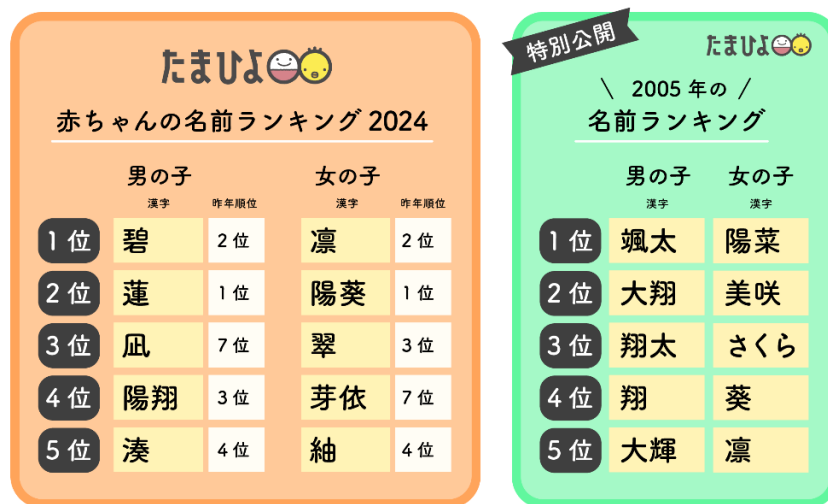 たまひよ
赤ちゃんの名前ランキング 2024
男の子 女の子
漢字 昨年順位 漢字 昨年順位
1位 碧 2位 凛 2位
2位 蓮 1位 陽葵 1位
3位 凪 7位 翠 3位
4位 陽翔 3位 芽依 7位
5位 湊 4位 紬 4位
特別公開
たまひよ
\ 2005年の /
名前ランキング
男の子 女の子
漢字 漢字
1位 颯太 陽菜
2位 大翔 美咲
3位 翔太 さくら
4位 翔 葵
5位 大輝 凛